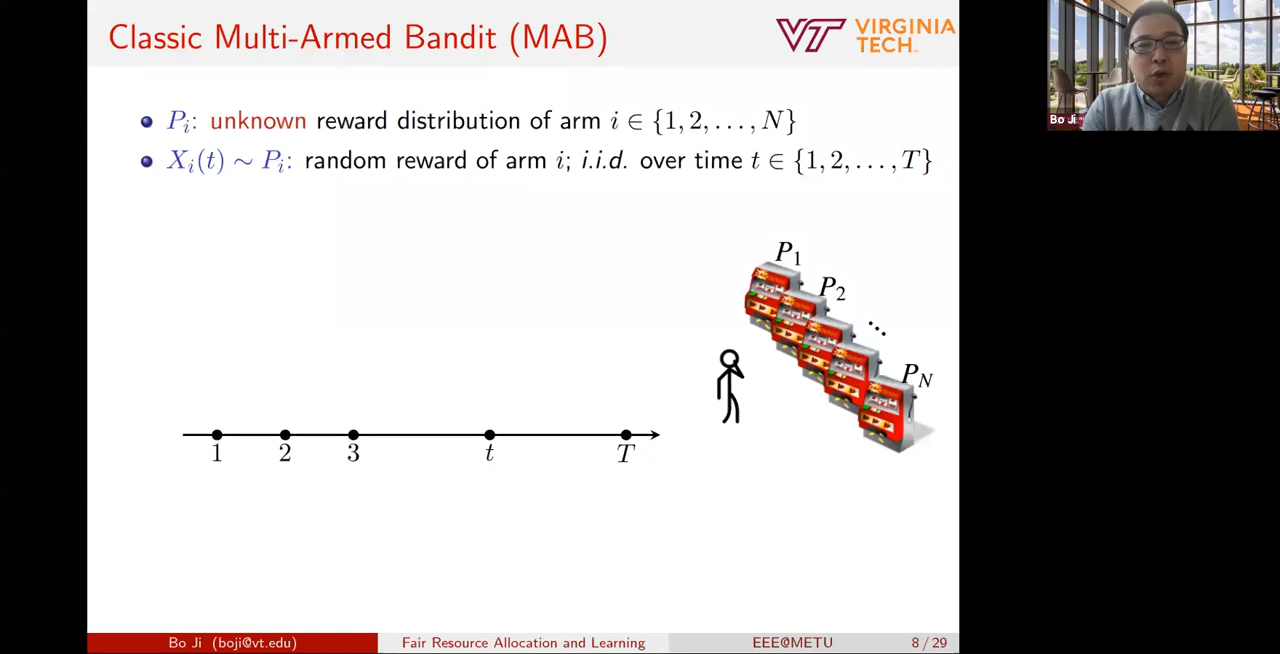 Classic Multi-Armed Bandit (MAB)
VT VIRGINIA TECH
Bo Ji
P_i: unknown reward distribution of arm i ∈ {1, 2, . . . , N}
X_i(t) ∼ P_i: random reward of arm i; i.i.d. over time t ∈ {1, 2, . . . , T}
P_1
P_2
P_N
1 2 3 t T
Bo Ji (boji@vt.edu) Fair Resource Allocation and Learning EEE@METU 8 / 29